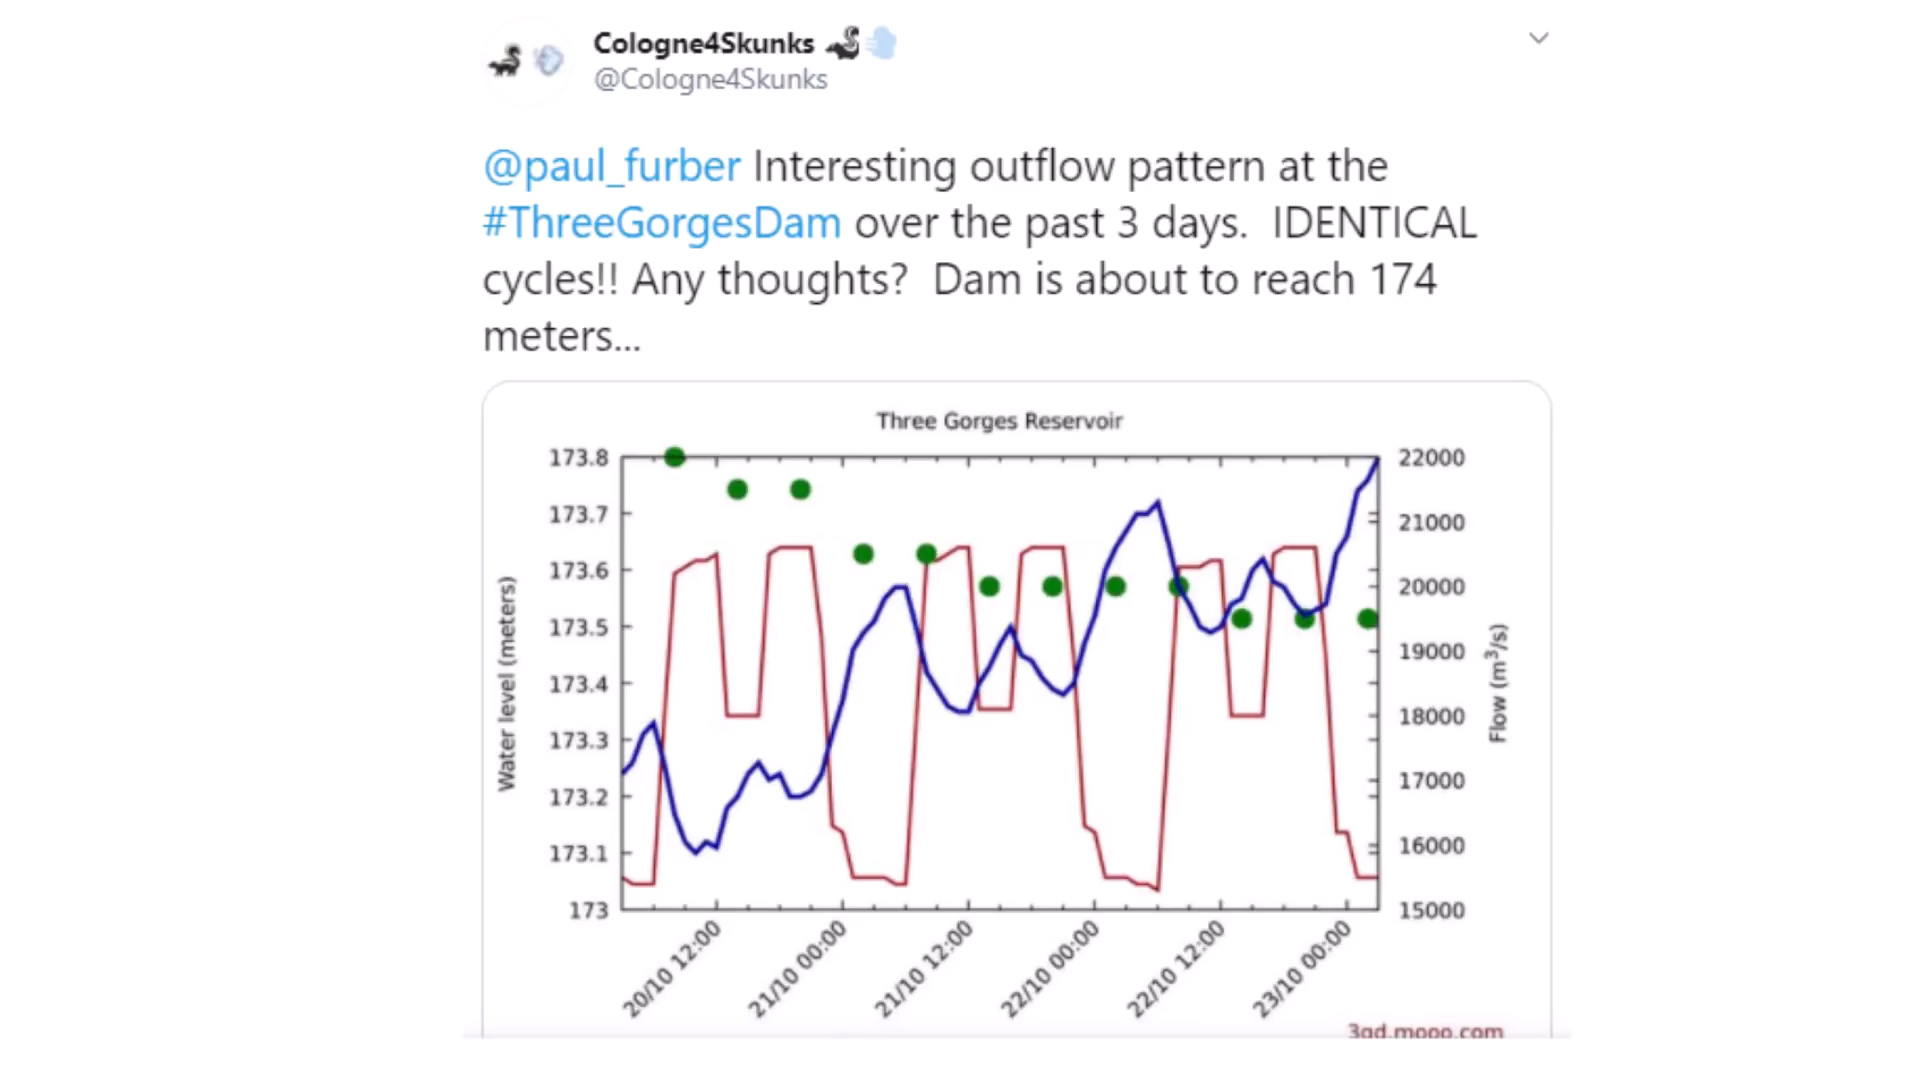 Cologne4Skunks
@Cologne4Skunks
@paul_furber Interesting outflow pattern at the
#ThreeGorgesDam over the past 3 days. IDENTICAL
cycles!! Any thoughts? Dam is about to reach 174
meters...
Three Gorges Reservoir
Water level (meters)
173.8
173.7
173.6
173.5
173.4
173.3
173.2
173.1
173
22000
21000
20000
19000
18000
17000
16000
15000
Flow (m³/s)
20/10 12:00
21/10 00:00
21/10 12:00
22/10 00:00
22/10 12:00
23/10 00:00
3gd.mooo.com